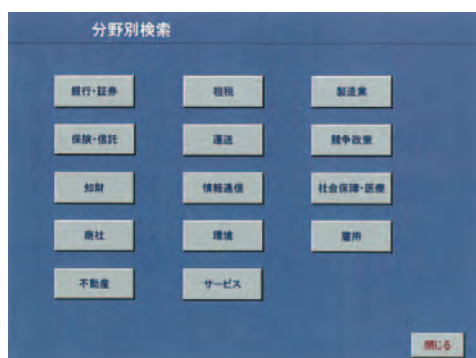 分野別検索
銀行・証券 租税 製造業
保険・信託 運送 競争政策
知財 情報通信 社会保障・医療
商社 環境 雇用
不動産 サービス
閉じる